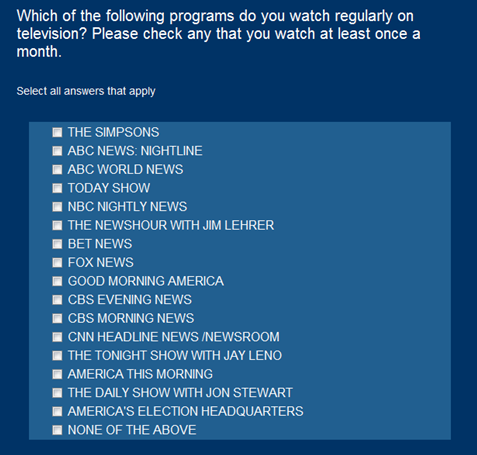 Which of the following programs do you watch regularly on
television? Please check any that you watch at least once a
month.
Select all answers that apply
THE SIMPSONS
ABC NEWS: NIGHTLINE
ABC WORLD NEWS
TODAY SHOW
NBC NIGHTLY NEWS
THE NEWSHOUR WITH JIM LEHRER
BET NEWS
FOX NEWS
GOOD MORNING AMERICA
CBS EVENING NEWS
CBS MORNING NEWS
CNN HEADLINE NEWS /NEWSROOM
THE TONIGHT SHOW WITH JAY LENO
AMERICA THIS MORNING
THE DAILY SHOW WITH JON STEWART
AMERICA'S ELECTION HEADQUARTERS
NONE OF THE ABOVE